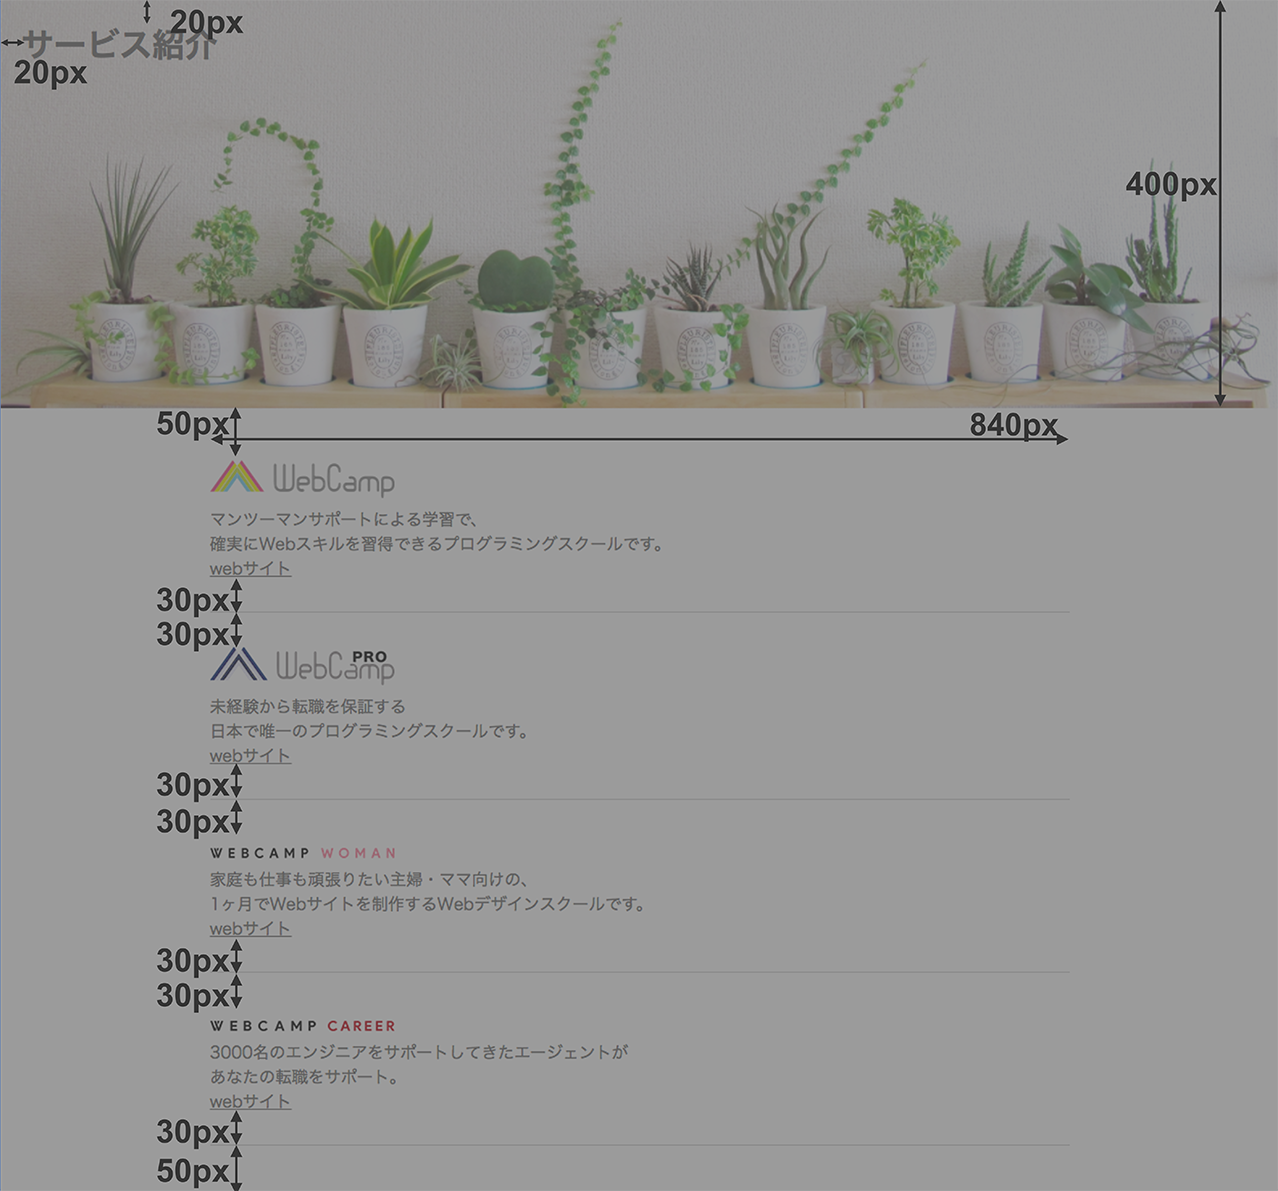 20px
サービス紹介
20px
400px
50px
840px
WebCamp
マンツーマンサポートによる学習で、
確実にWebスキルを習得できるプログラミングスクールです。
webサイト
30px
30px
WebCamp PRO
未経験から転職を保証する
日本で唯一のプログラミングスクールです。
webサイト
30px
30px
WEBCAMP WOMAN
家庭も仕事も頑張りたい主婦・ママ向けの、
1ヶ月でWebサイトを制作するWebデザインスクールです。
webサイト
30px
30px
WEBCAMP CAREER
3000名のエンジニアをサポートしてきたエージェントが
あなたの転職をサポート。
webサイト
30px
50px